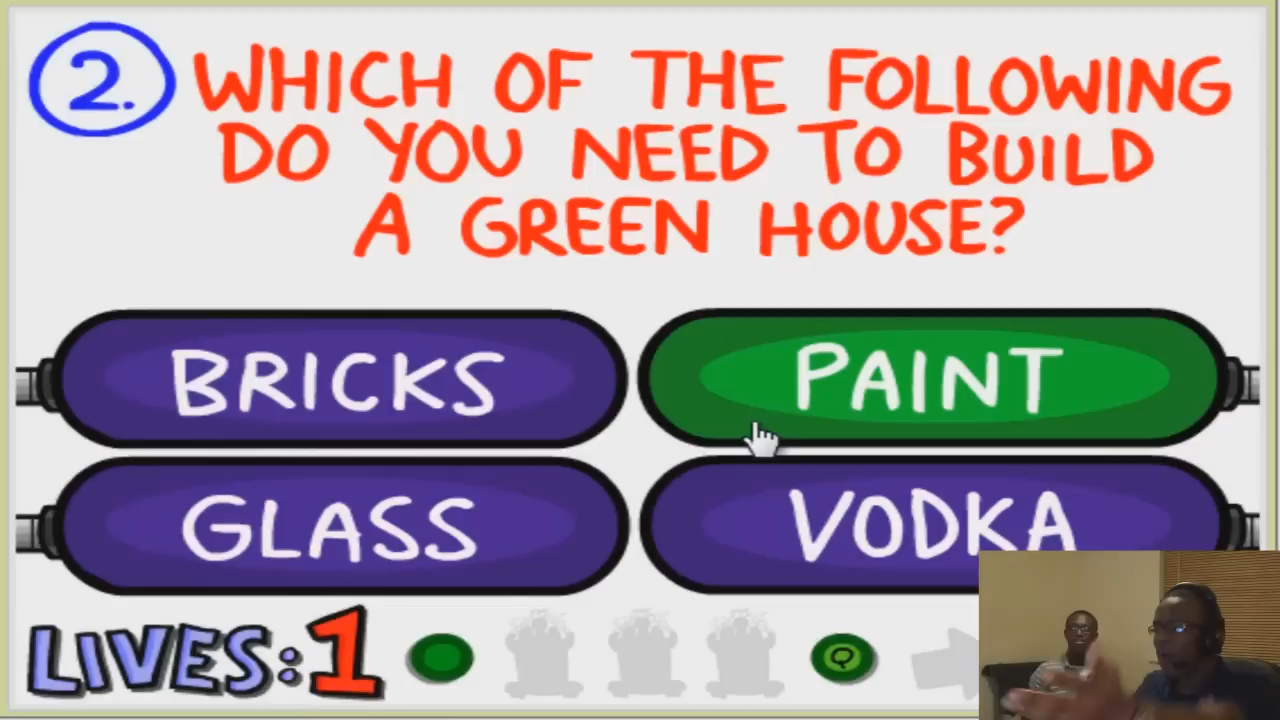 2. WHICH OF THE FOLLOWING
DO YOU NEED TO BUILD
A GREEN HOUSE?
BRICKS
PAINT
GLASS
VODKA
LIVES:1
Q